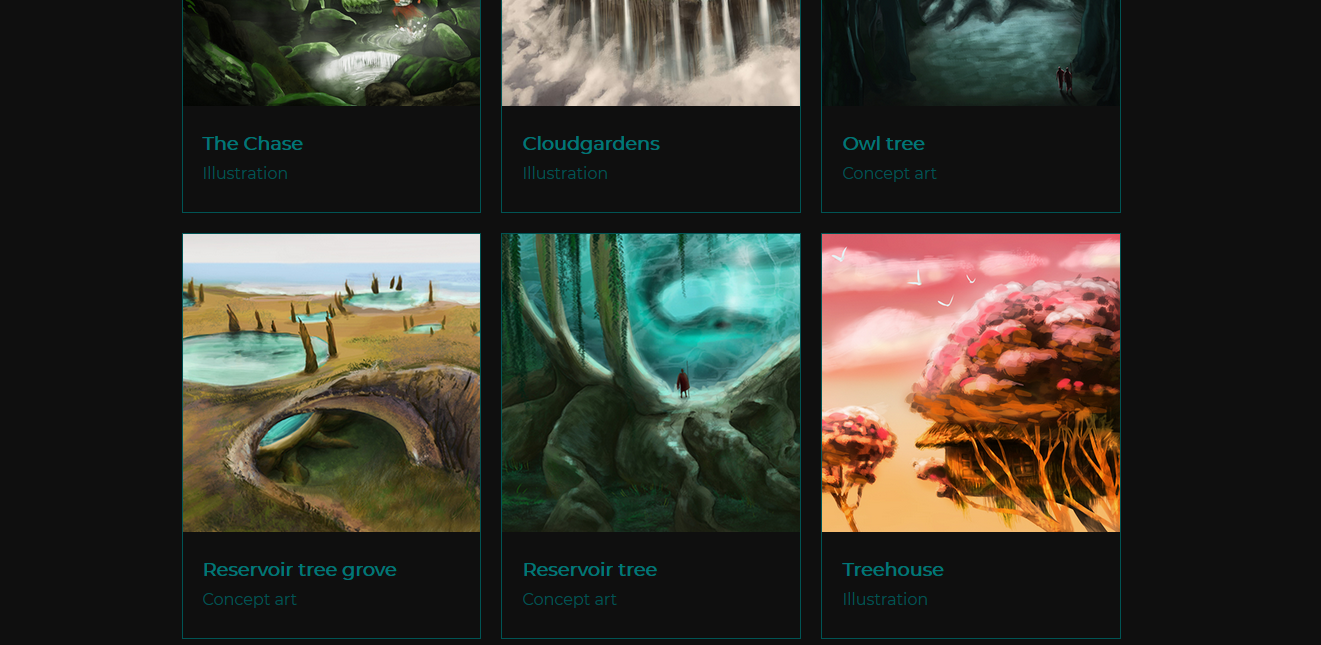 The Chase
Illustration
Cloudgardens
Illustration
Owl tree
Concept art
Reservoir tree grove
Concept art
Reservoir tree
Concept art
Treehouse
Illustration